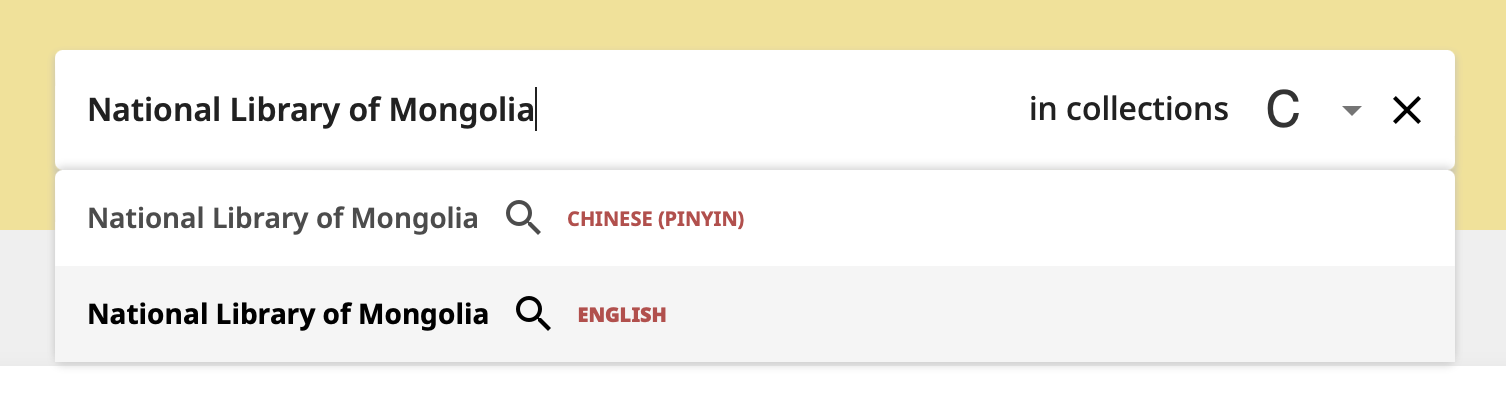 National Library of Mongolia in collections C
National Library of Mongolia CHINESE (PINYIN)
National Library of Mongolia ENGLISH